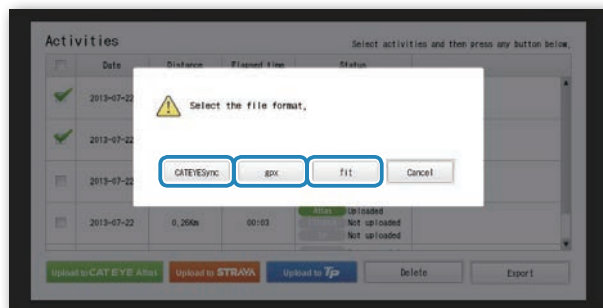 Activities
Select activities and then press any button below.
Date Distance Elapsed time Status
2013-07-22
Select the file format.
2013-07-22
CATEYESync gpx fit Cancel
2013-07-22
Atlas Uploaded
2013-07-22 0.26Km 00:03 Not uploaded
Not uploaded
Upload to CATEYE Atlas Upload to STRAVA Upload to Tp Delete Export